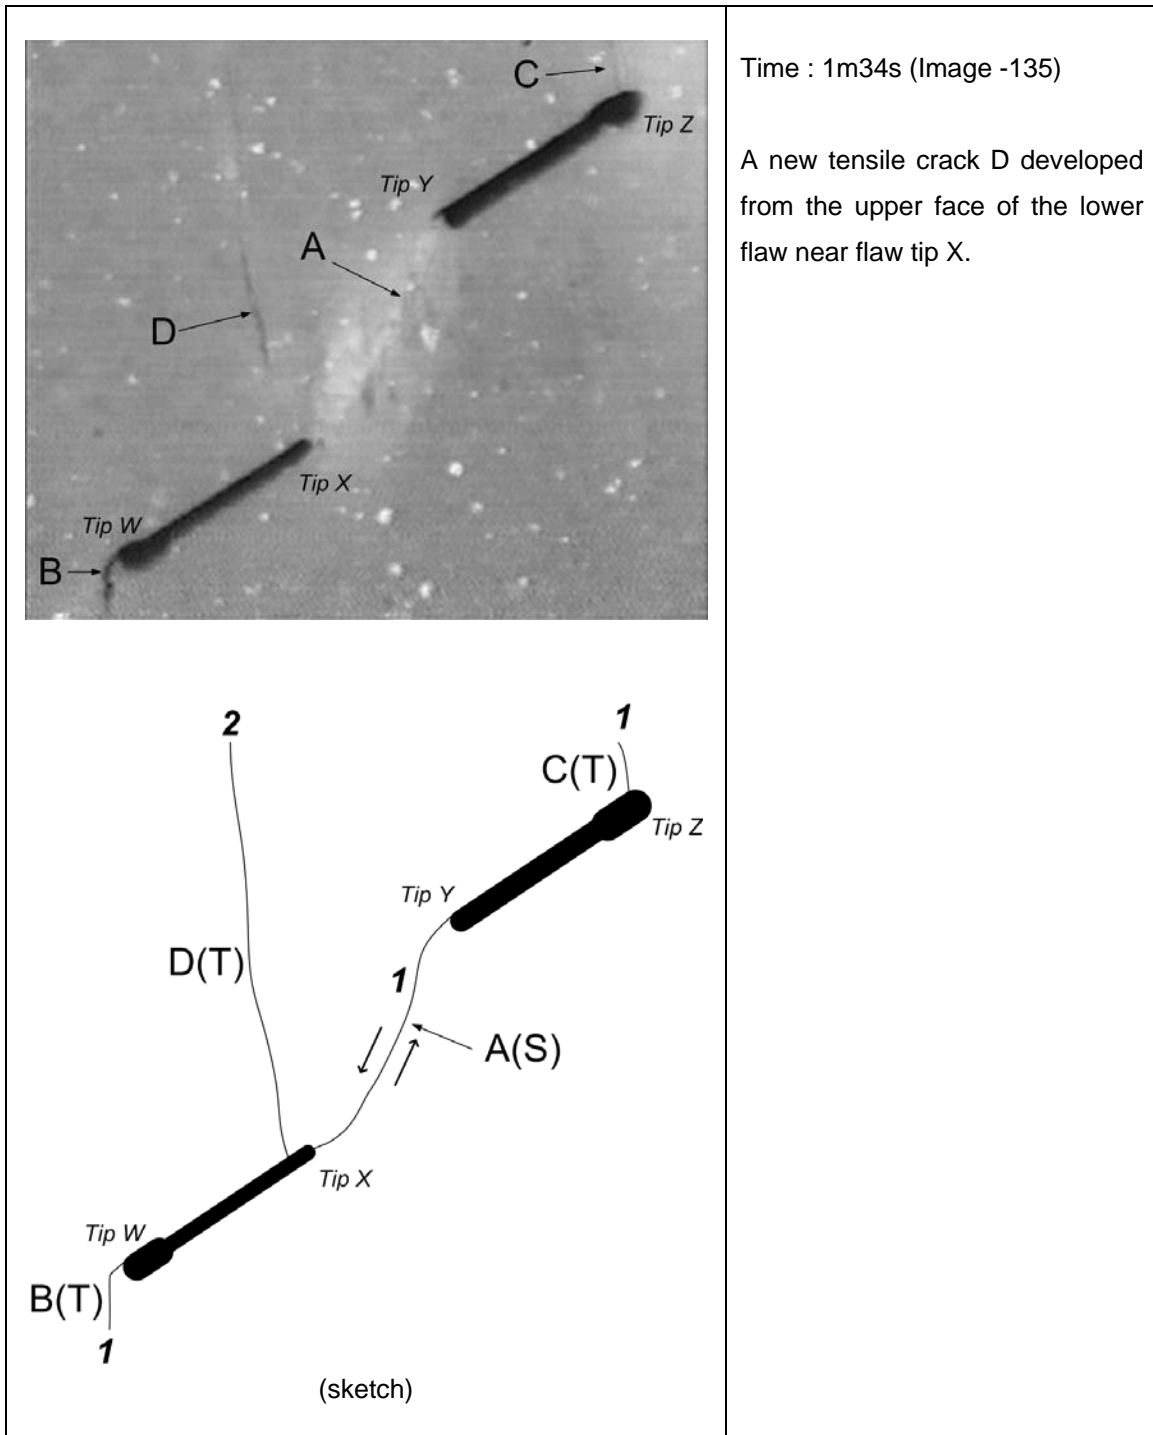 C
Tip Z
Tip Y
A
D
Tip X
Tip W
B
Time : 1m34s (Image -135)
A new tensile crack D developed
from the upper face of the lower
flaw near flaw tip X.
2
1
C(T)
Tip Z
Tip Y
D(T)
1
A(S)
Tip X
Tip W
B(T)
1
(sketch)